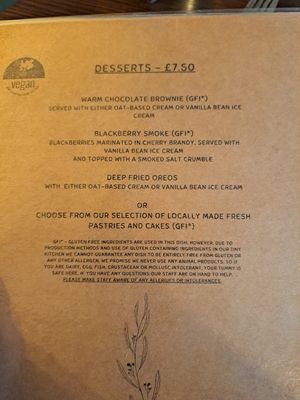 vegan
DESSERTS - £7.50
WARM CHOCOLATE BROWNIE (GFI*)
SERVED WITH EITHER OAT-BASED CREAM OR VANILLA BEAN ICE
CREAM
BLACKBERRY SMOKE (GFI*)
BLACKBERRIES MARINATED IN CHERRY BRANDY, SERVED WITH
VANILLA BEAN ICE CREAM
AND TOPPED WITH A SMOKED SALT CRUMBLE
DEEP FRIED OREOS
WITH EITHER OAT-BASED CREAM OR VANILLA BEAN ICE CREAM
OR
CHOOSE FROM OUR SELECTION OF LOCALLY MADE FRESH
PASTRIES AND CAKES (GFI*)
GFI* - GLUTEN FREE INGREDIENTS ARE USED IN THIS DISH. HOWEVER, DUE TO
PRODUCTION METHODS AND USE OF GLUTEN CONTAINING INGREDIENTS IN OUR TINY
KITCHEN WE CANNOT GUARANTEE ANY DISH TO BE ENTIRELY FREE FROM GLUTEN OR
ANY OTHER ALLERGEN. WE PROMISE WE NEVER USE ANY ANIMAL PRODUCTS, SO IF
YOU ARE DAIRY, EGG, FISH, CRUSTACEAN OR MOLLUSC INTOLERANT, YOUR TUMMY IS
SAFE HERE. IF YOU HAVE ANY QUESTIONS OUR STAFF ARE ON HAND TO HELP.
PLEASE MAKE STAFF AWARE OF ANY ALLERGIES OR INTOLERANCES.